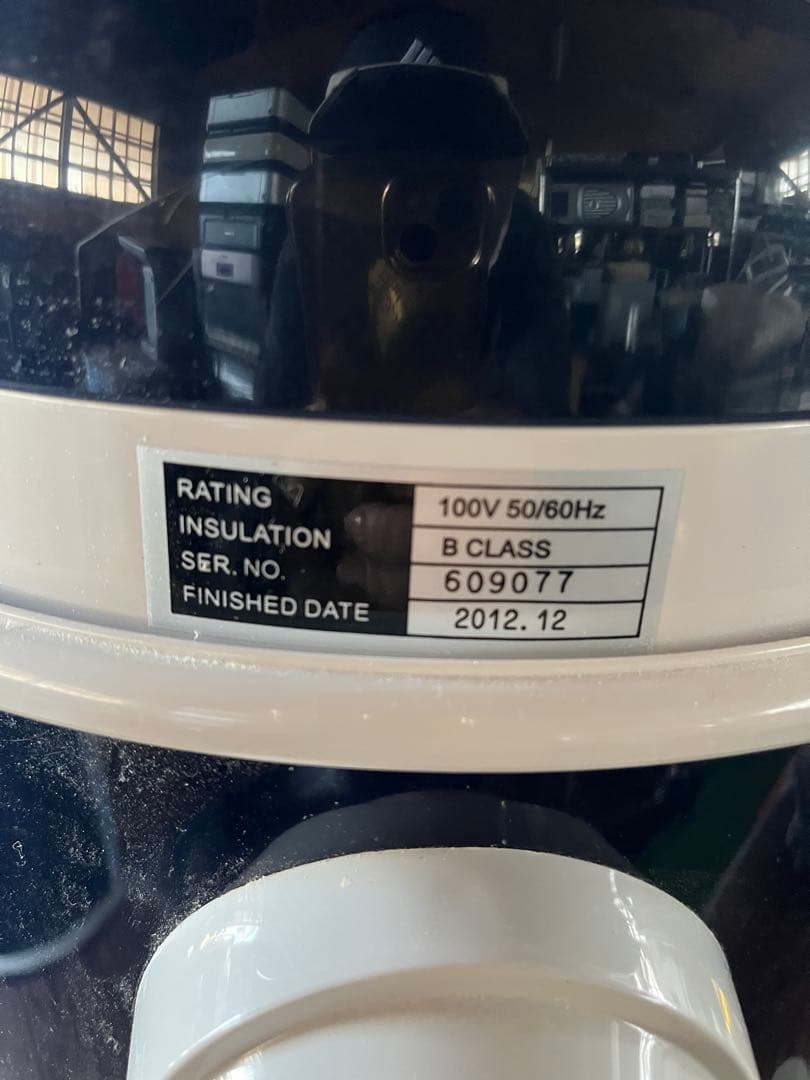 RATING 100V 50/60Hz
INSULATION B CLASS
SER. NO. 609077
FINISHED DATE 2012.12